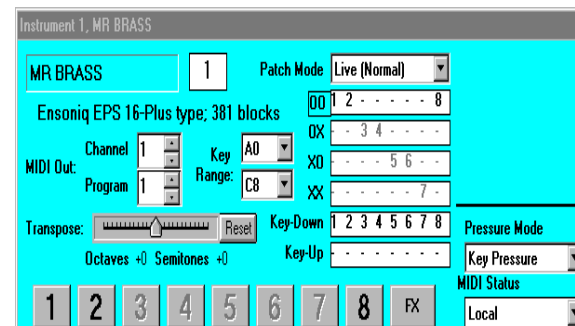 Instrument 1, MR BRASS
MR BRASS 1 Patch Mode Live (Normal)
00 1 2 - - - - - 8
Ensoniq EPS 16-Plus type; 381 blocks
0X - - 3 4 - - - -
MIDI Out: Channel 1 Key Range: A0
X0 - - - - 5 6 - -
Program 1 C8
XX - - - - - - 7 -
Transpose: Reset Key-Down 1 2 3 4 5 6 7 8 Pressure Mode
Octaves +0 Semitones +0 Key-Up - - - - - - - - Key Pressure
MIDI Status
1 2 3 4 5 6 7 8 FX Local